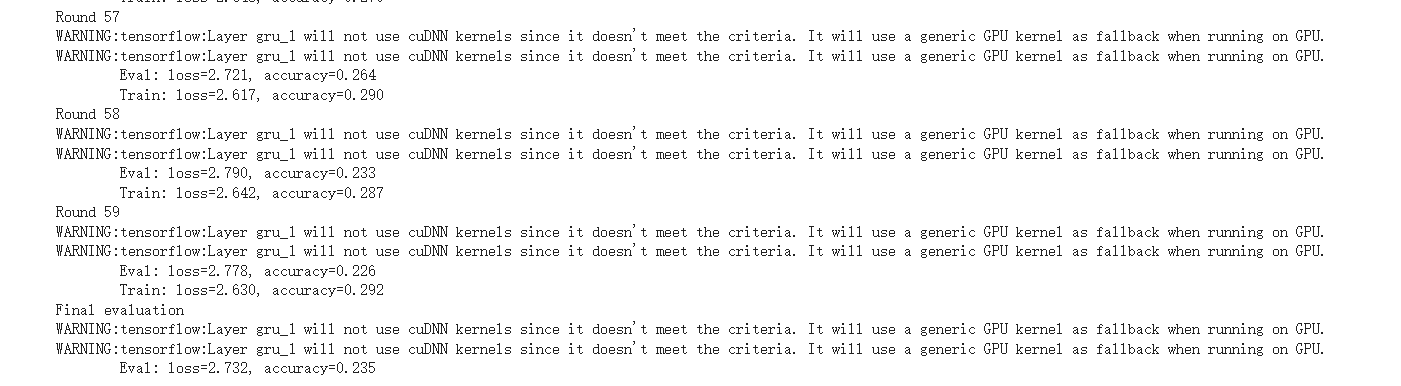 Round 57
WARNING:tensorflow:Layer gru_1 will not use cuDNN kernels since it doesn't meet the criteria. It will use a generic GPU kernel as fallback when running on GPU.
WARNING:tensorflow:Layer gru_1 will not use cuDNN kernels since it doesn't meet the criteria. It will use a generic GPU kernel as fallback when running on GPU.
Eval: loss=2.721, accuracy=0.264
Train: loss=2.617, accuracy=0.290
Round 58
WARNING:tensorflow:Layer gru_1 will not use cuDNN kernels since it doesn't meet the criteria. It will use a generic GPU kernel as fallback when running on GPU.
WARNING:tensorflow:Layer gru_1 will not use cuDNN kernels since it doesn't meet the criteria. It will use a generic GPU kernel as fallback when running on GPU.
Eval: loss=2.790, accuracy=0.233
Train: loss=2.642, accuracy=0.287
Round 59
WARNING:tensorflow:Layer gru_1 will not use cuDNN kernels since it doesn't meet the criteria. It will use a generic GPU kernel as fallback when running on GPU.
WARNING:tensorflow:Layer gru_1 will not use cuDNN kernels since it doesn't meet the criteria. It will use a generic GPU kernel as fallback when running on GPU.
Eval: loss=2.778, accuracy=0.226
Train: loss=2.630, accuracy=0.292
Final evaluation
WARNING:tensorflow:Layer gru_1 will not use cuDNN kernels since it doesn't meet the criteria. It will use a generic GPU kernel as fallback when running on GPU.
WARNING:tensorflow:Layer gru_1 will not use cuDNN kernels since it doesn't meet the criteria. It will use a generic GPU kernel as fallback when running on GPU.
Eval: loss=2.732, accuracy=0.235